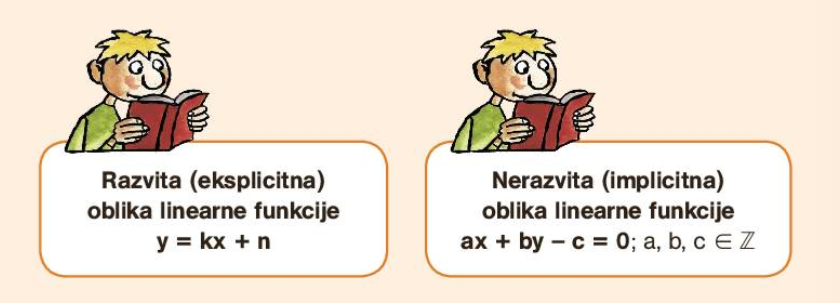 Razvita (eksplicitna)
oblika linearne funkcije
y = kx + n
Nerazvita (implicitna)
oblika linearne funkcije
ax + by – c = 0; a, b, c ∈ ℤ